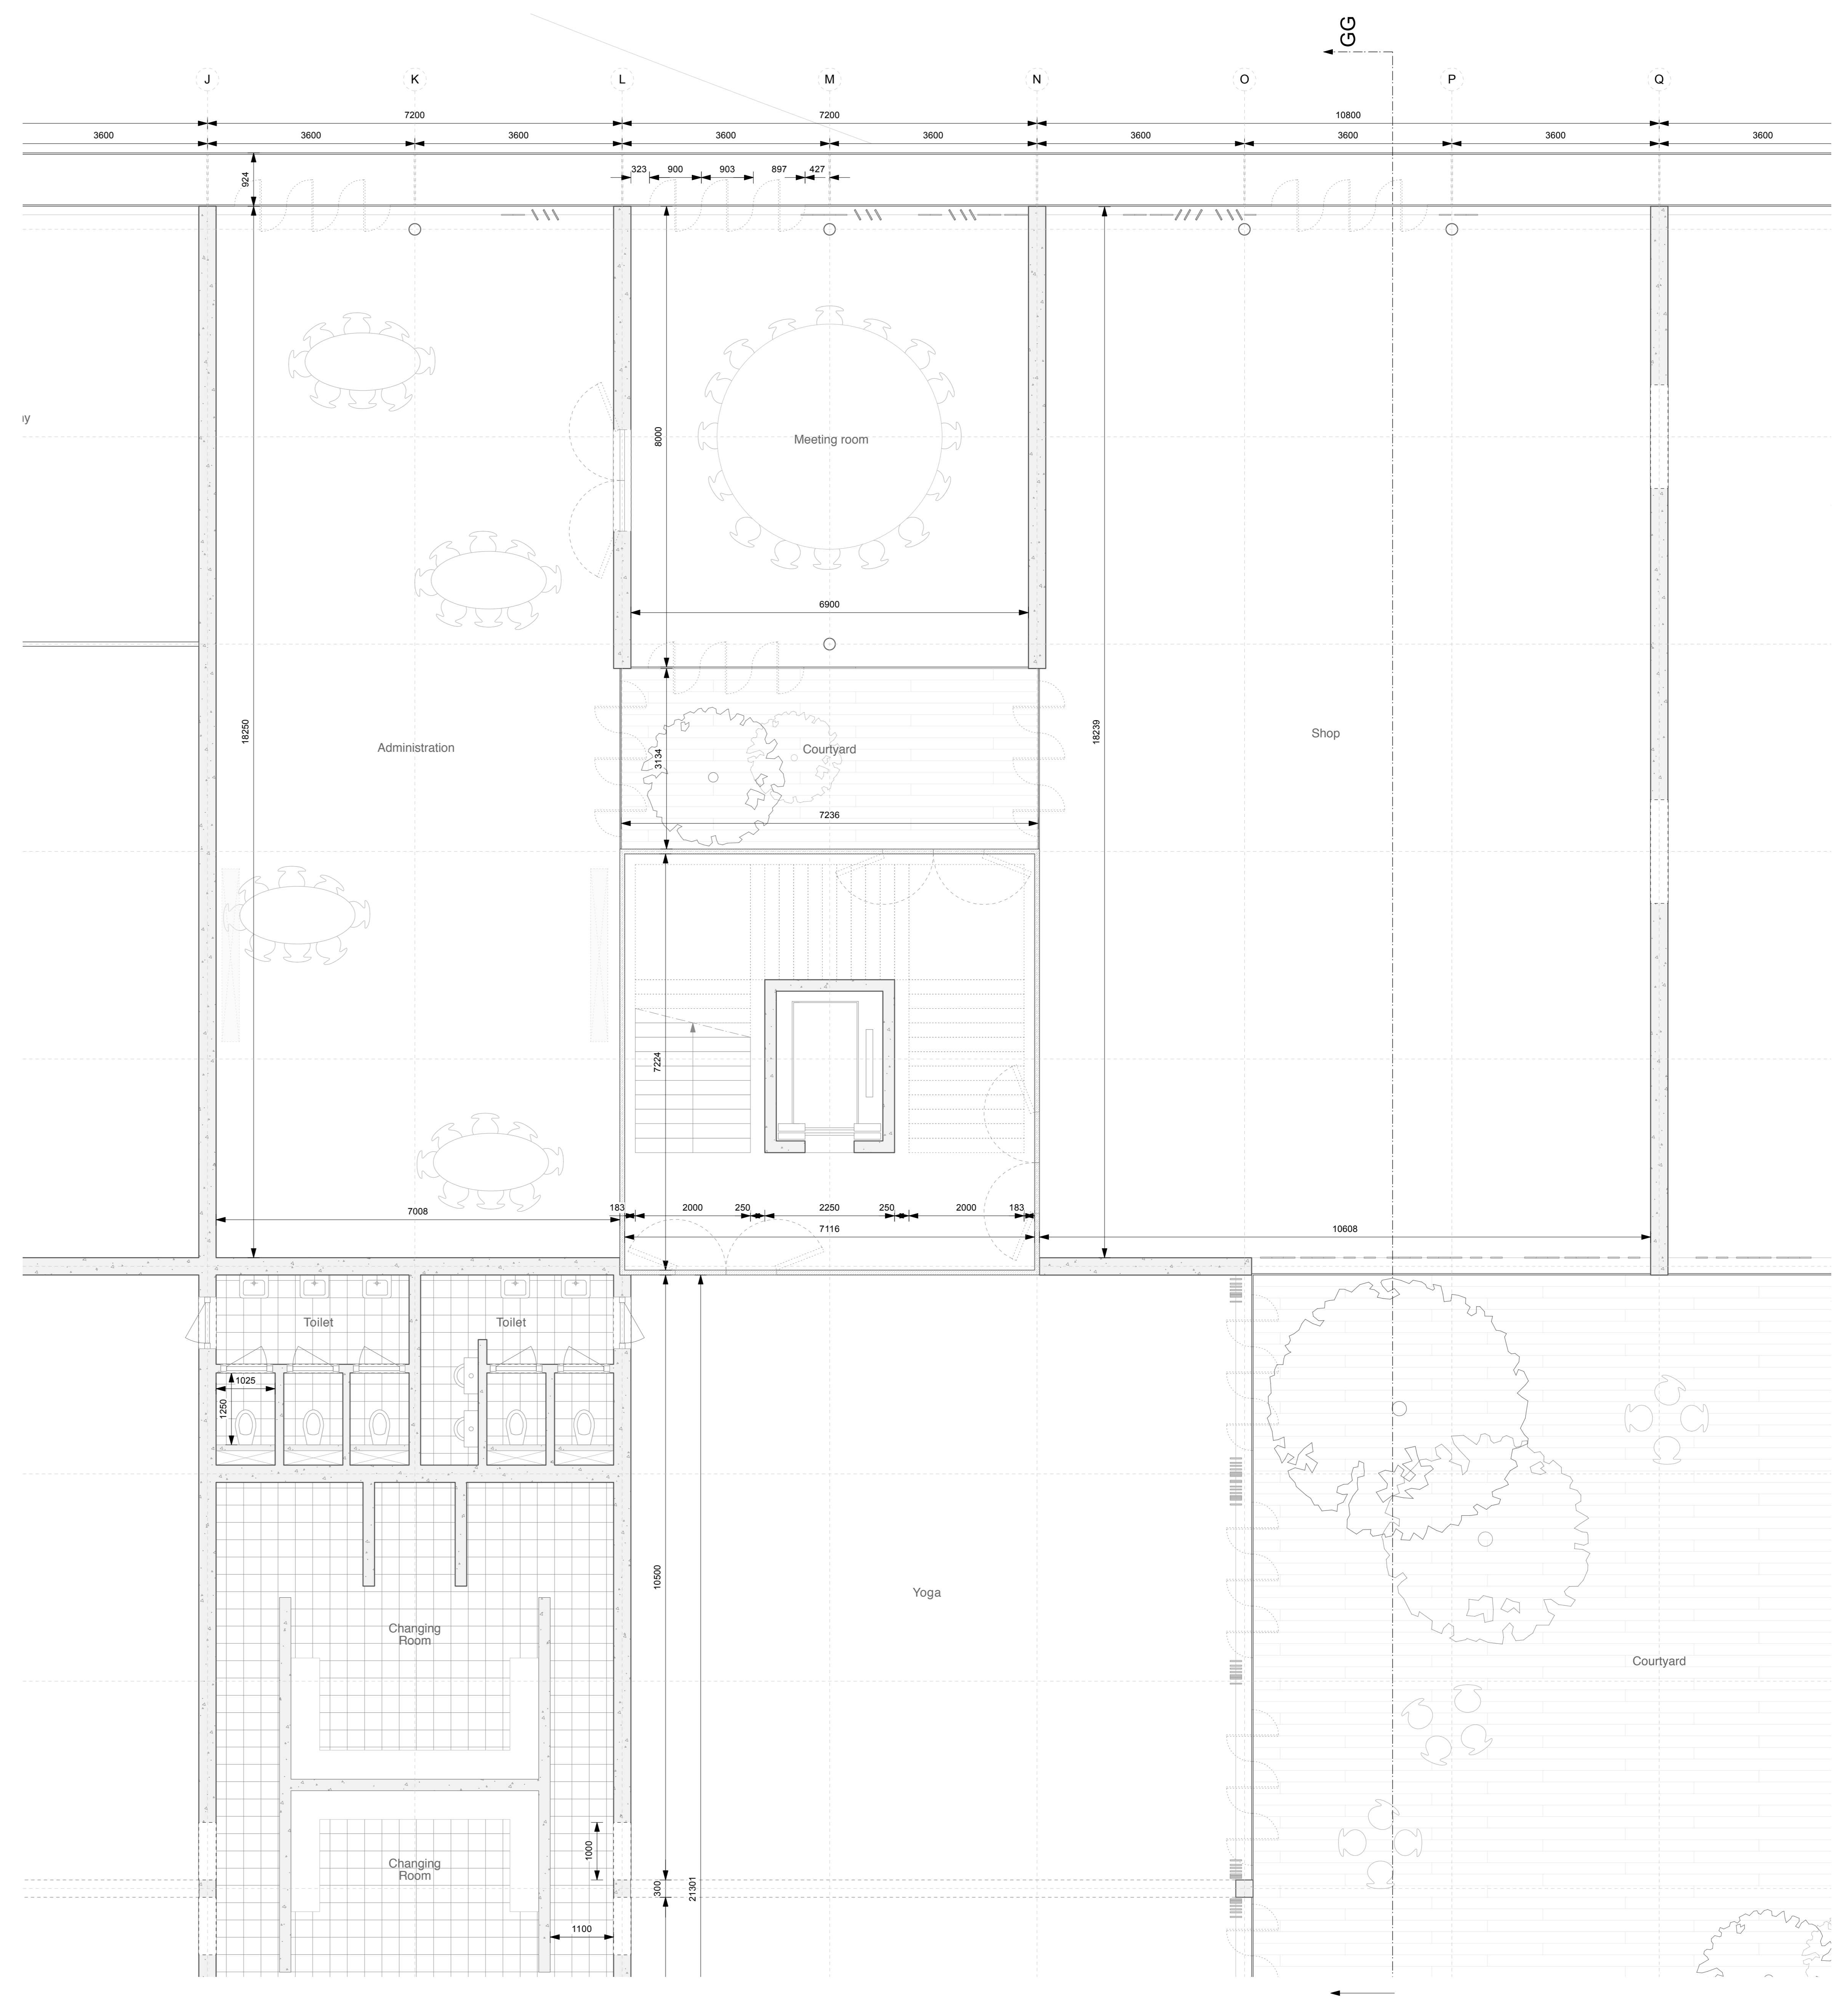 GG
J K L M N O P Q
7200 7200 10800
3600 3600 3600 3600 3600 3600 3600 3600 3600
924
323 900 903 897 427
8000
Meeting room
6900
18250
18239
3134
Administration
Courtyard
Shop
7236
7224
183 2000 250 2250 250 2000 183
7008
7116
10608
Toilet
Toilet
1025
1250
10500
Yoga
Changing
Room
Courtyard
1000
Changing
Room
300
21301
1100